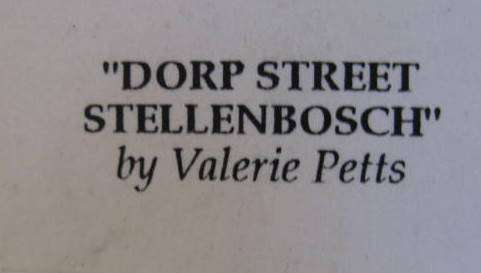 "DORP STREET
STELLENBOSCH"
by Valerie Petts